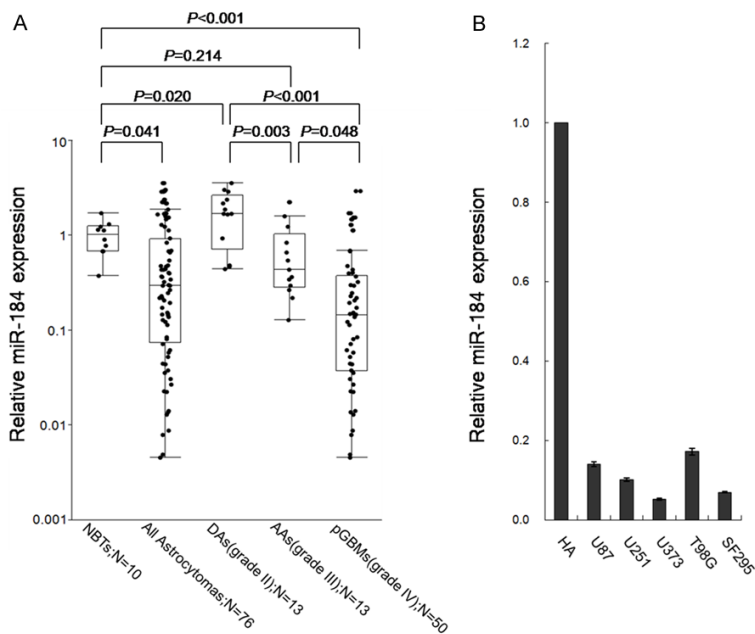 A
P<0.001
P=0.214
P=0.020
P<0.001
P=0.041
P=0.003
P=0.048
Relative miR-184 expression
10
1
0.1
0.01
0.001
NBTs;N=10
All Astrocytomas;N=76
DAs(grade II);N=13
AAs(grade III);N=13
pGBMs(grade IV);N=50
B
Relative miR-184 expression
1.2
1.0
0.8
0.6
0.4
0.2
0.0
HA
U87
U251
U373
T98G
SF295